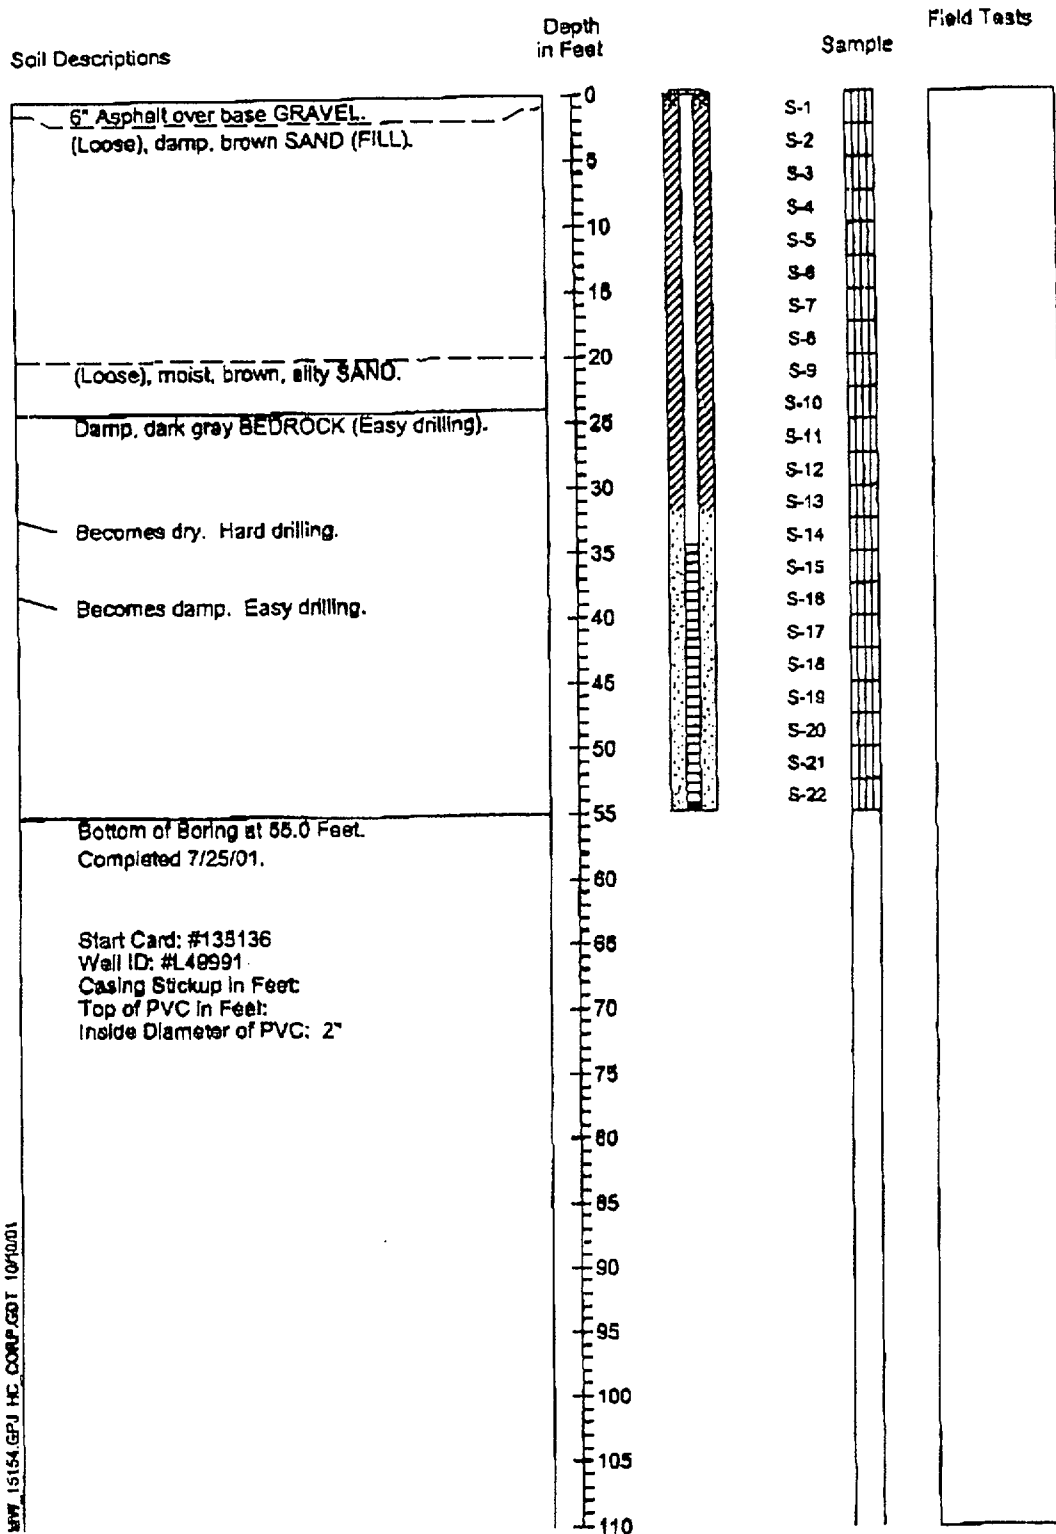 Soil Descriptions
Depth
in Feet
Sample
Field Tests
6" Asphalt over base GRAVEL.
(Loose), damp, brown SAND (FILL).
(Loose), moist, brown, silty SAND.
Damp, dark gray BEDROCK (Easy drilling).
Becomes dry. Hard drilling.
Becomes damp. Easy drilling.
Bottom of Boring at 55.0 Feet.
Completed 7/25/01.
Start Card: #135136
Well ID: #L49991
Casing Stickup in Feet:
Top of PVC in Feet:
Inside Diameter of PVC: 2"
0
5
10
15
20
25
30
35
40
45
50
55
60
65
70
75
80
85
90
95
100
105
110
S-1
S-2
S-3
S-4
S-5
S-6
S-7
S-8
S-9
S-10
S-11
S-12
S-13
S-14
S-15
S-16
S-17
S-18
S-19
S-20
S-21
S-22
MW 15154.GPJ HC_CORP.GDT 10/10/01